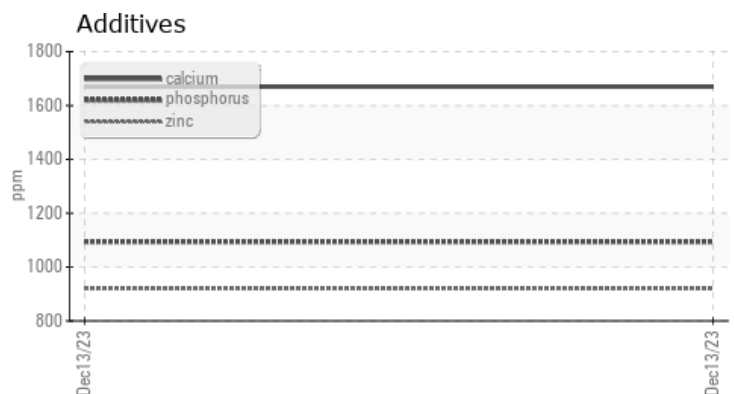 Additives
1800
1600
1400
1200
1000
800
ppm
calcium
phosphorus
zinc
Dec13/23
Dec13/23